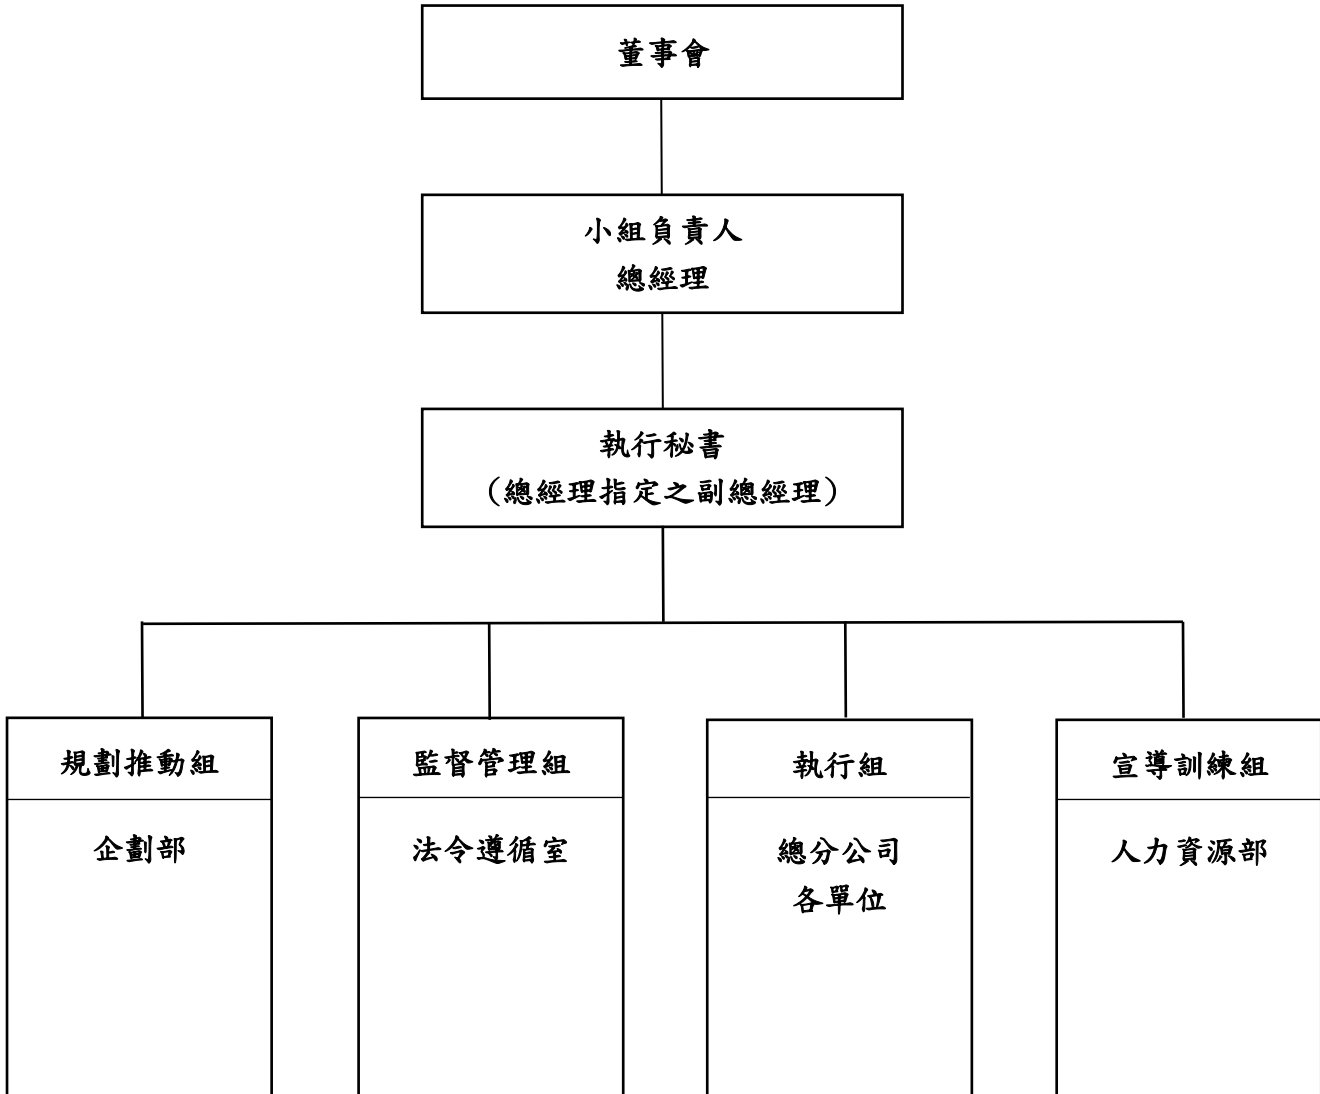 董事會
小組負責人
總經理
執行秘書
（總經理指定之副總經理）
規劃推動組
企劃部
監督管理組
法令遵循室
執行組
總分公司
各單位
宣導訓練組
人力資源部